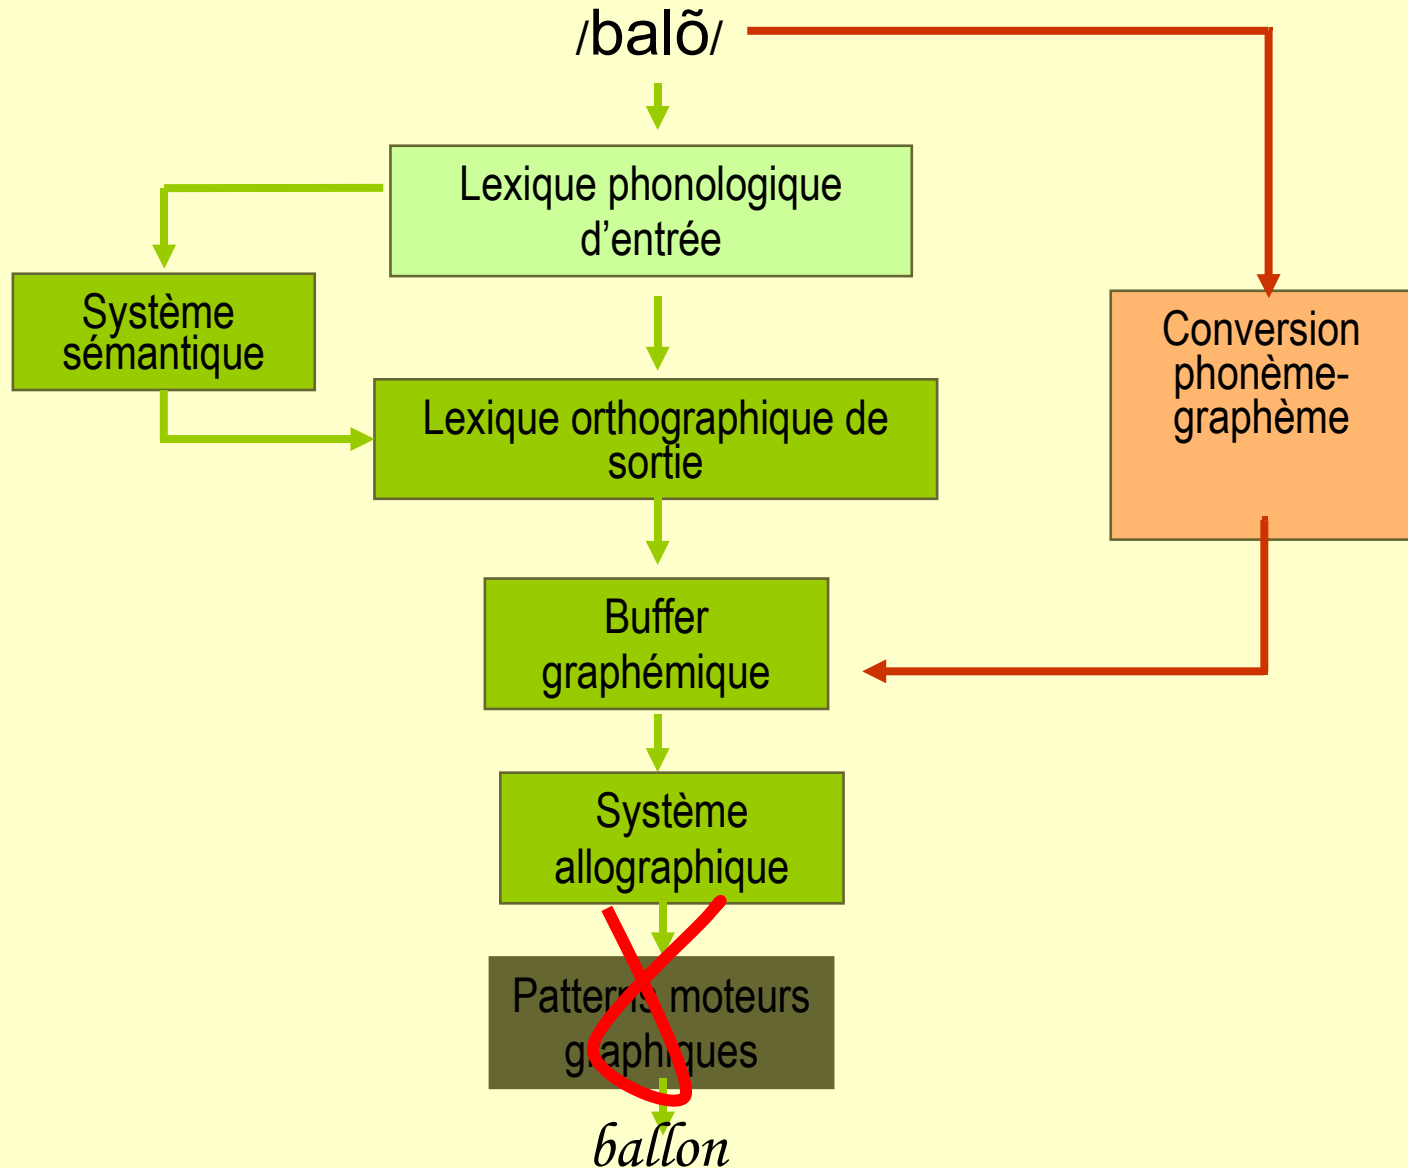 /balõ/
Lexique phonologique
d’entrée
Système
sémantique
Conversion
phonème-
graphème
Lexique orthographique de
sortie
Buffer
graphémique
Système
allographique
Patterns moteurs
graphiques
ballon